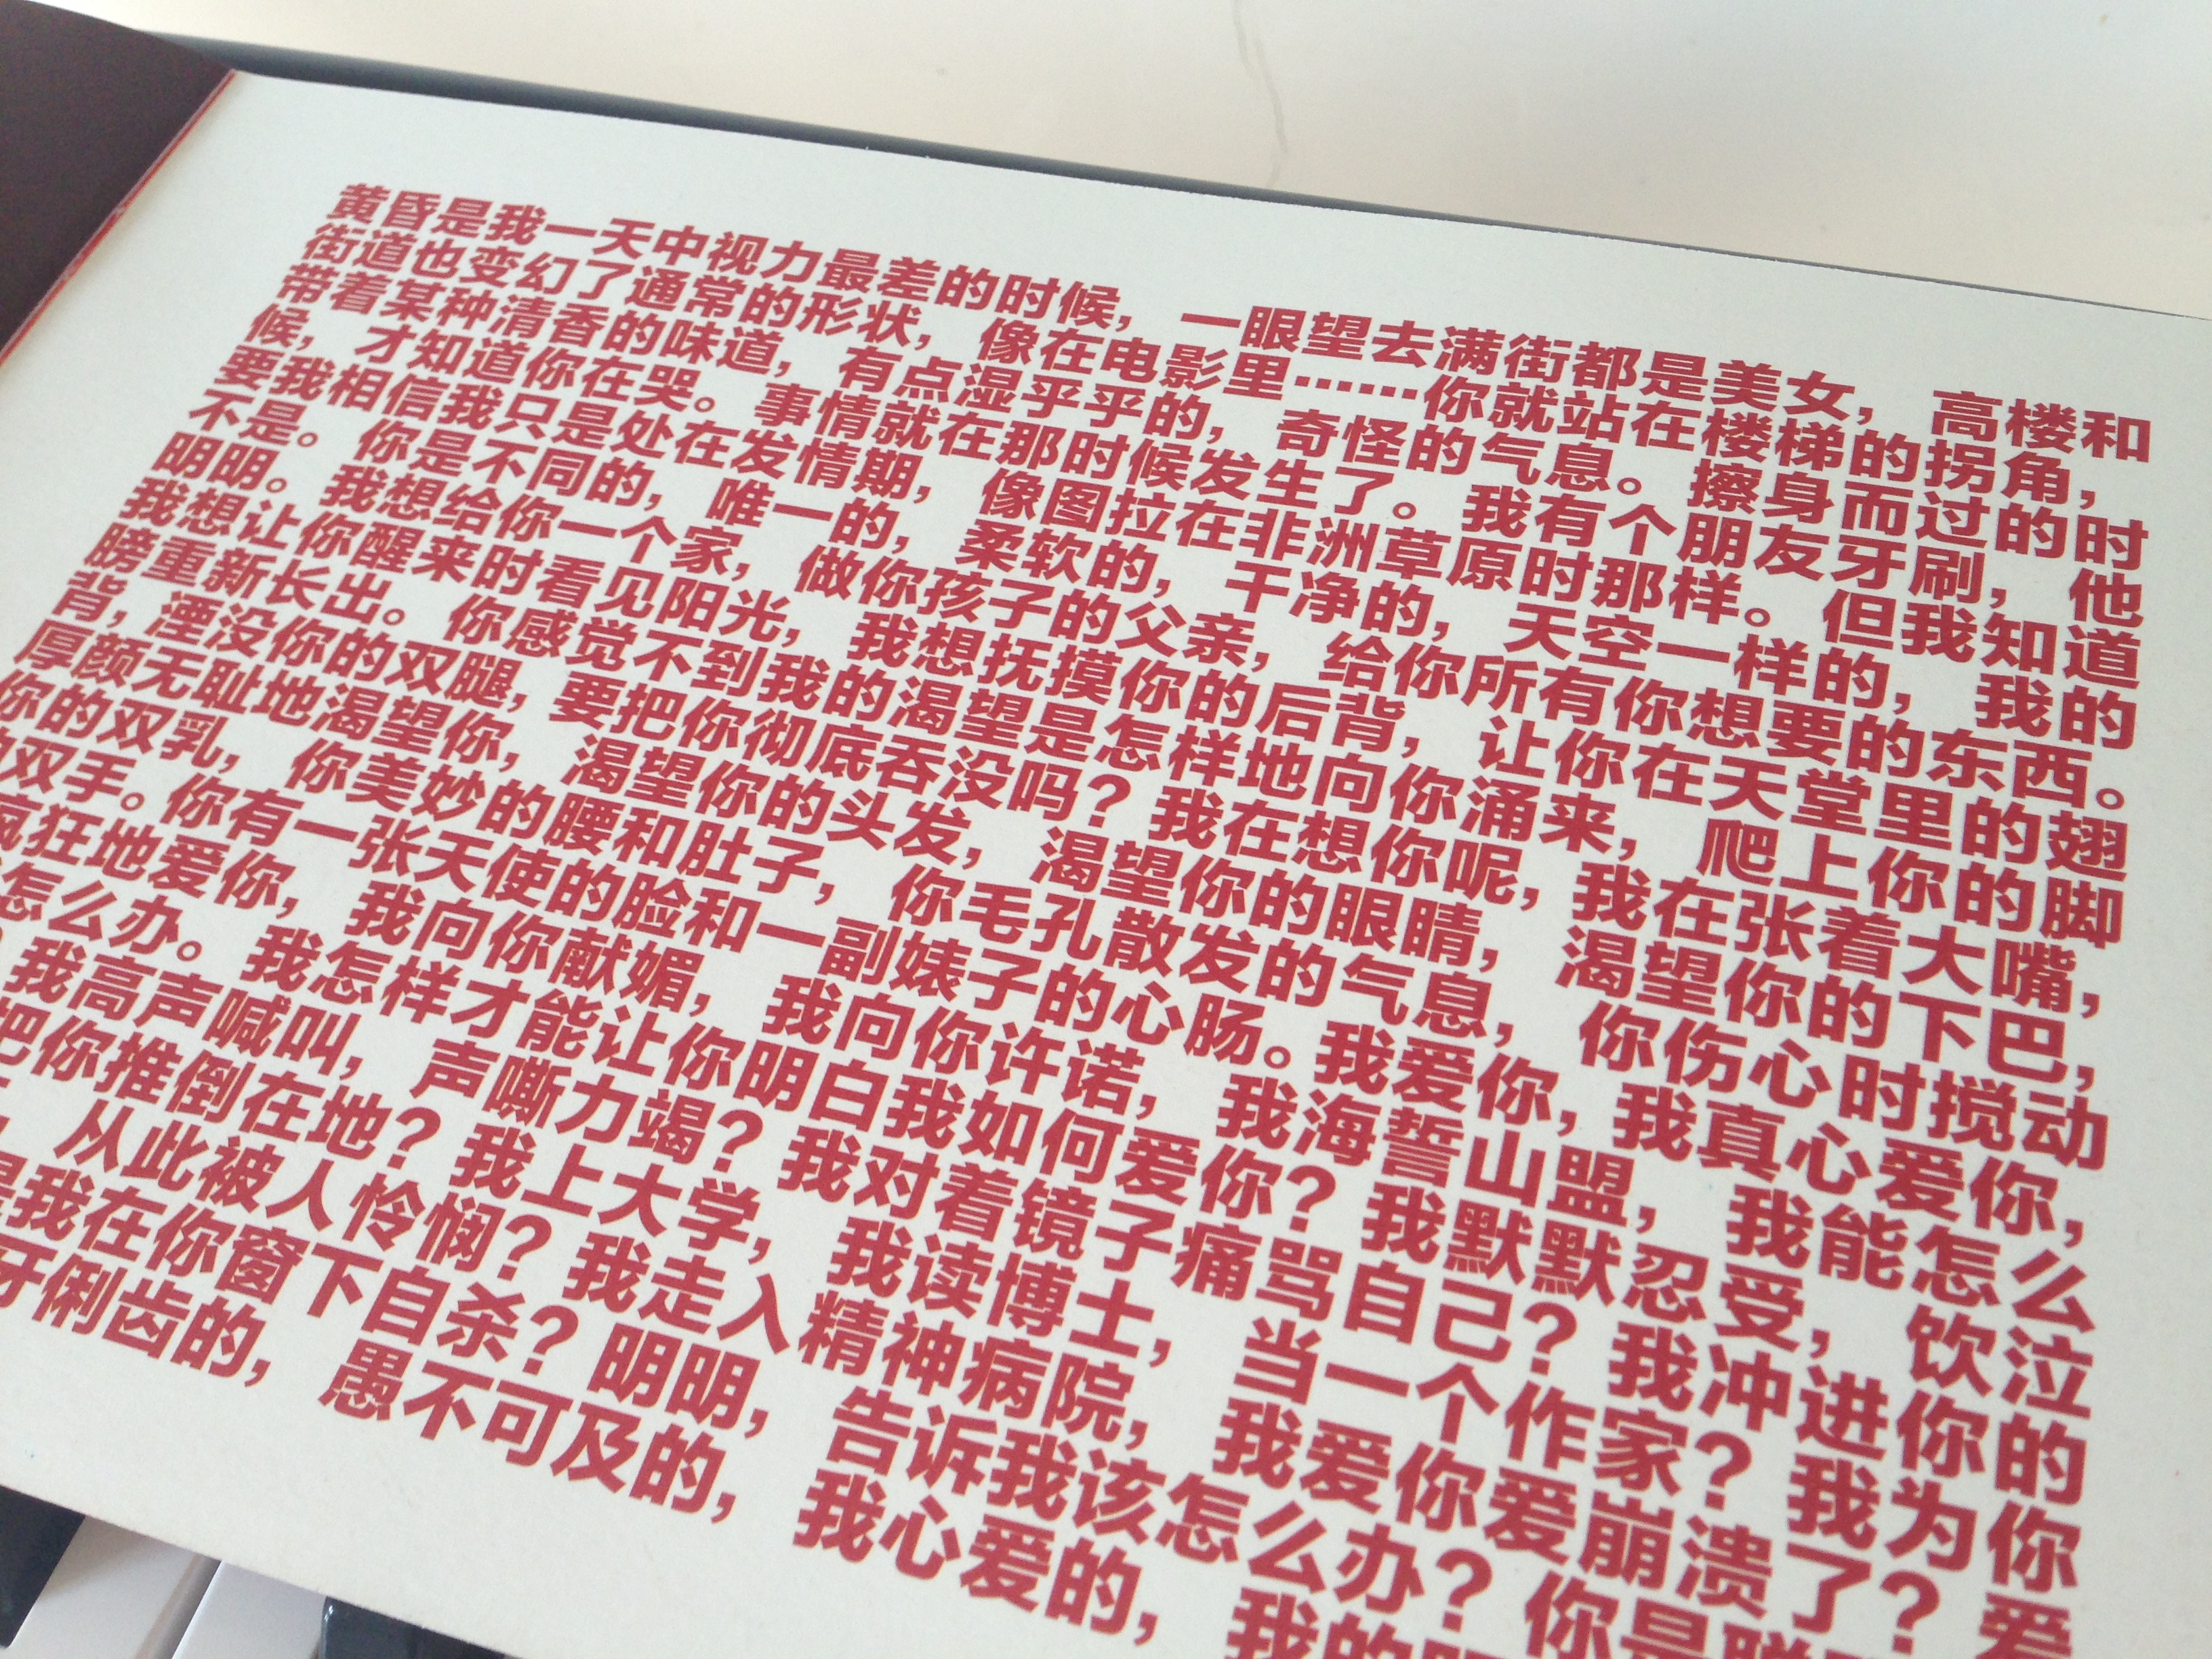 黄昏是我一天中视力最差的时候，一眼望去满街都是美女，高楼和
街道也变幻了通常的形状，像在电影里……你就站在楼梯的拐角，
带着某种清香的味道，有点湿乎乎的，奇怪的气息。擦身而过的时
候，才知道你在哭。事情就在那时候发生了。我有个朋友牙刷，他
要我相信我只是处在发情期，像图拉在非洲草原时那样。但我知道
不是。你是不同的，唯一的，柔软的，干净的，天空一样的，我的
明明。我想给你一个家，做你孩子的父亲，给你所有你想要的东西。
我想让你醒来时看见阳光，我想抚摸你的后背，让你在天堂里的翅
膀重新长出。你感觉不到我的渴望是怎样地向你涌来，爬上你的脚
背，湮没你的双腿，要把你彻底吞没吗？我在想你呢，我在张着大嘴，
厚颜无耻地渴望你，渴望你的头发，渴望你的眼睛，渴望你的下巴，
你的双乳，你美妙的腰和肚子，你毛孔散发的气息，你伤心时搅动
的双手。你有一张天使的脸和一副婊子的心肠。我爱你，我真心爱你，
疯狂地爱你，我向你献媚，我向你许诺，我海誓山盟，我能怎么
怎么办。我怎样才能让你明白我如何爱你？我默默忍受，饮泣
我高声喊叫，声嘶力竭？我对着镜子痛骂自己？我冲进你的
把你推倒在地？我上大学，我读博士，当一个作家？我为你
从此被人怜悯？我走入精神病院，我爱你爱崩溃了？爱
是我在你窗下自杀？明明，告诉我该怎么办？你是聪
牙俐齿的，愚不可及的，我心爱的，我的